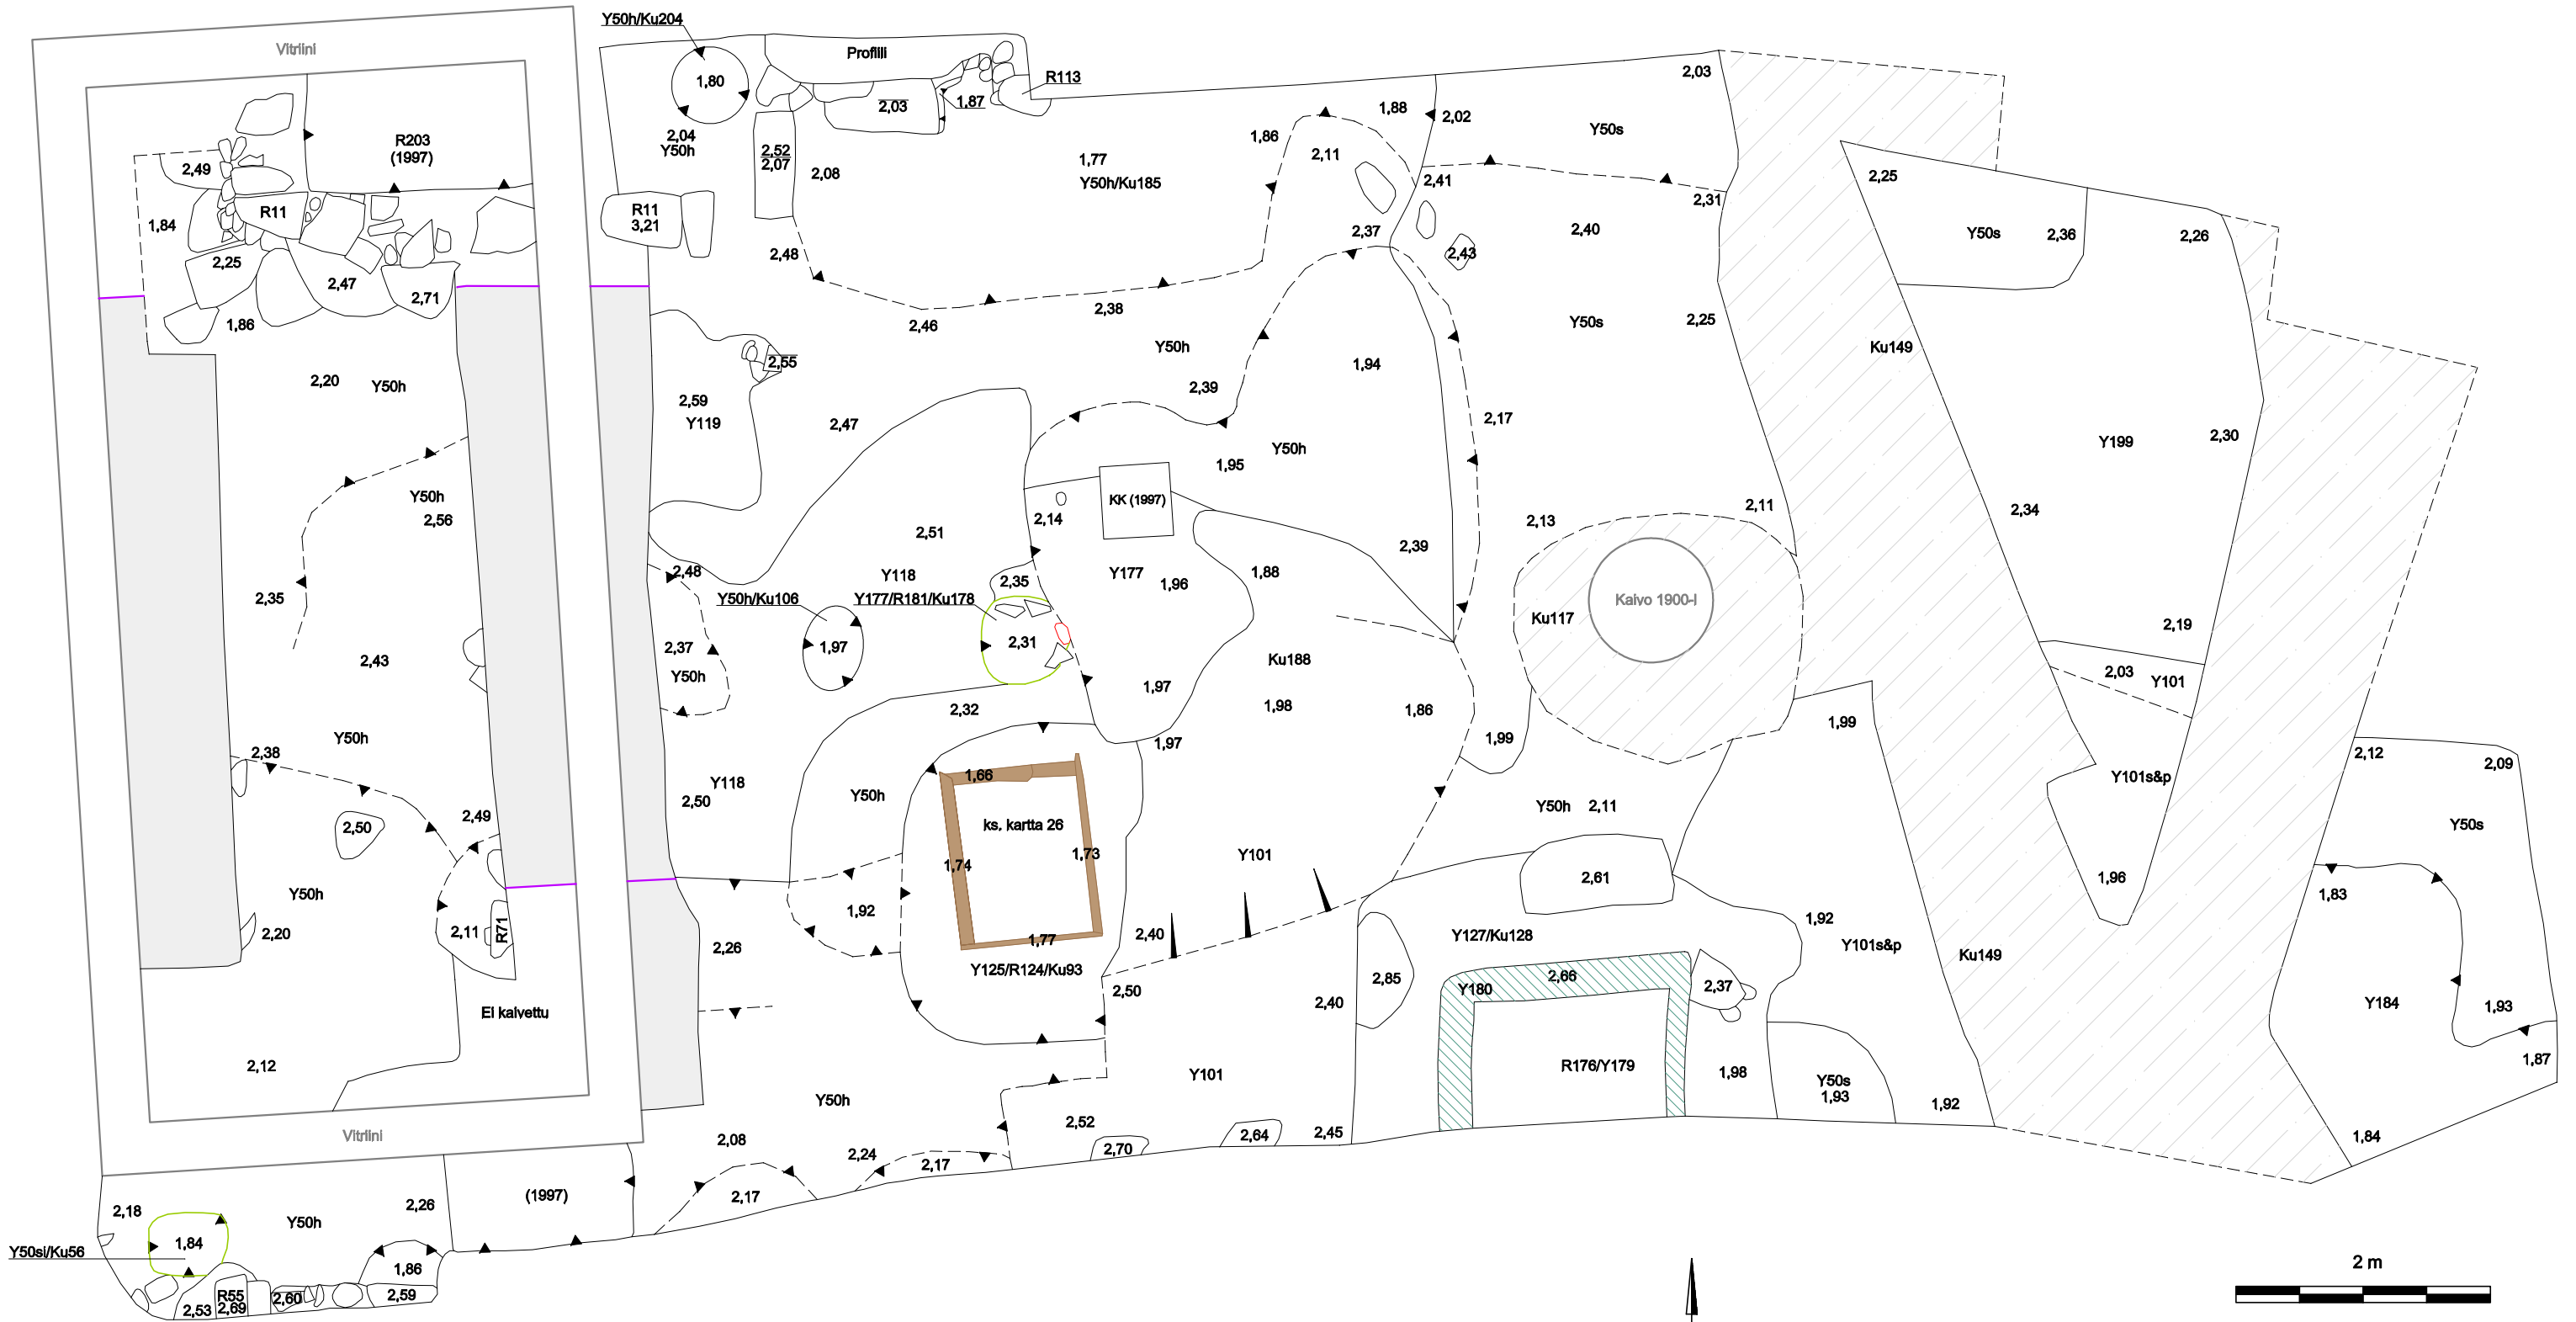 Vitriini
R203
(1997)
2,49
R11
1,84
2,25
2,47
2,71
1,86
2,20
Y50h
Y50h
2,56
2,35
2,43
Y50h
2,38
2,50
2,49
Y50h
2,20
2,11
R71
Ei kaivettu
2,12
Vitriini
2,18
Y50h
2,26
(1997)
Y50si/Ku56
1,84
1,86
R55
2,53
2,69
2,60
2,59
Y50h/Ku204
1,80
Profiili
2,03
1,87
R113
2,04
Y50h
2,52
2,07
2,08
R11
3,21
2,48
1,77
Y50h/Ku185
1,86
1,88
2,11
2,02
2,03
Y50s
2,41
2,31
2,37
2,43
2,40
2,46
2,38
Y50h
2,39
1,94
Y50s
2,25
2,55
2,59
Y119
2,47
2,17
1,95
Y50h
KK (1997)
2,14
2,51
2,39
2,13
2,11
2,48
Y118
Y50h/Ku106
Y177/R181/Ku178
2,35
Y177
1,96
1,88
1,97
2,31
2,37
Y50h
Ku117
Kaivo 1900-l
Ku188
1,97
1,98
1,86
2,32
1,97
1,99
1,99
Y118
2,50
Y50h
1,66
ks. kartta 26
1,74
1,73
1,77
1,92
Y125/R124/Ku93
2,26
Y101
2,40
2,50
Y50h
2,11
2,61
Y127/Ku128
2,85
2,40
2,66
Y180
2,37
R176/Y179
1,98
1,92
Y101s&p
Ku149
Y50s
1,93
1,92
Y50h
2,08
2,24
2,17
2,17
Y101
2,52
2,70
2,64
2,45
2,25
Y50s
2,36
2,26
Ku149
Y199
2,30
2,34
2,19
2,03
Y101
Y101s&p
1,96
2,12
2,09
Y50s
1,83
Y184
1,93
1,87
1,84
2 m